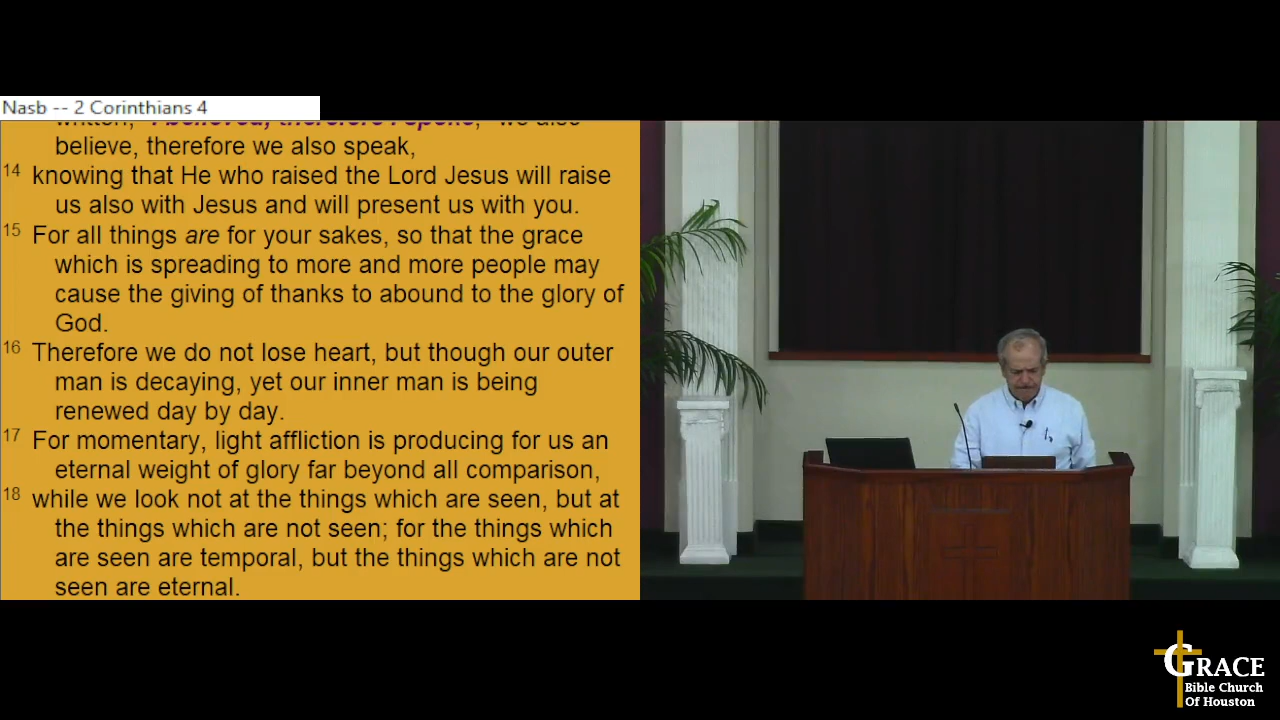 Nasb -- 2 Corinthians 4
written, "I believed, therefore I spoke," we also
believe, therefore we also speak,
14 knowing that He who raised the Lord Jesus will raise
us also with Jesus and will present us with you.
15 For all things are for your sakes, so that the grace
which is spreading to more and more people may
cause the giving of thanks to abound to the glory of
God.
16 Therefore we do not lose heart, but though our outer
man is decaying, yet our inner man is being
renewed day by day.
17 For momentary, light affliction is producing for us an
eternal weight of glory far beyond all comparison,
18 while we look not at the things which are seen, but at
the things which are not seen; for the things which
are seen are temporal, but the things which are not
seen are eternal.
GRACE
Bible Church
Of Houston